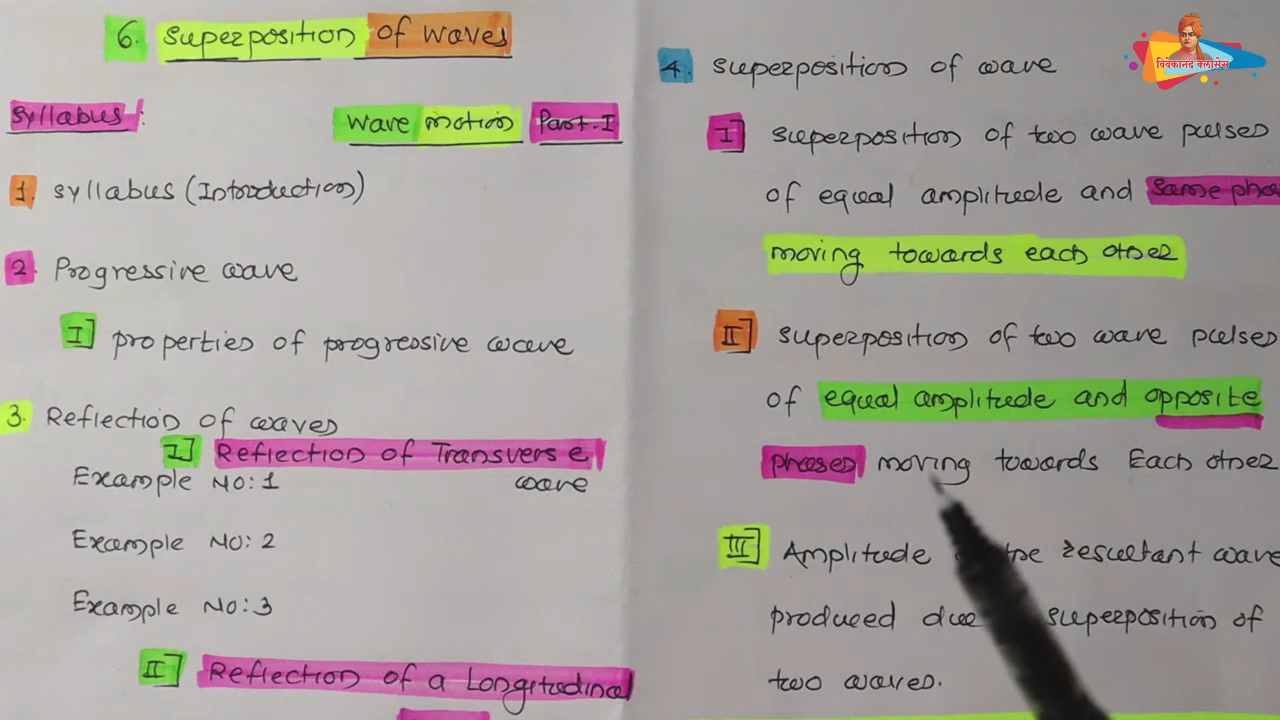 6. Superposition of waves
Syllabus :
Wave motion Part-I
1. Syllabus (Introduction)
2. Progressive wave
I] properties of progressive wave
3. Reflection of waves
I] Reflection of Transverse
wave
Example No:1
Example No:2
Example No:3
II] Reflection of a Longitudinal
4. Superposition of wave
I] Superposition of two wave pulses
of equal amplitude and same pha
moving towards each other
II] Superposition of two wave pulses
of equal amplitude and opposite
phases moving towards Each other
III] Amplitude the resultant wave
produced due superposition of
two waves.
विवेकानंद क्लासेस